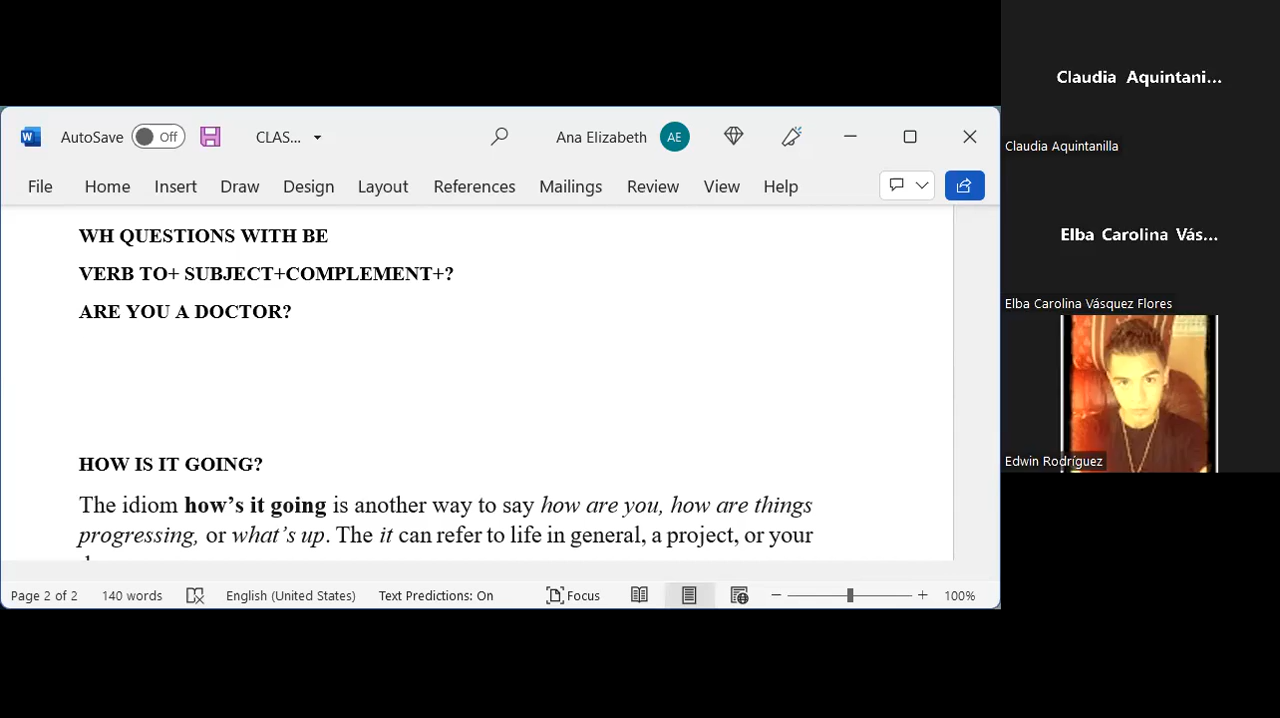 AutoSave Off CLAS... Ana Elizabeth AE
File Home Insert Draw Design Layout References Mailings Review View Help
WH QUESTIONS WITH BE
VERB TO+ SUBJECT+COMPLEMENT+?
ARE YOU A DOCTOR?
HOW IS IT GOING?
The idiom how's it going is another way to say how are you, how are things
progressing, or what's up. The it can refer to life in general, a project, or your
Page 2 of 2 140 words English (United States) Text Predictions: On Focus 100%
Claudia Aquintani...
Claudia Aquintanilla
Elba Carolina Vás...
Elba Carolina Vásquez Flores
Edwin Rodríguez